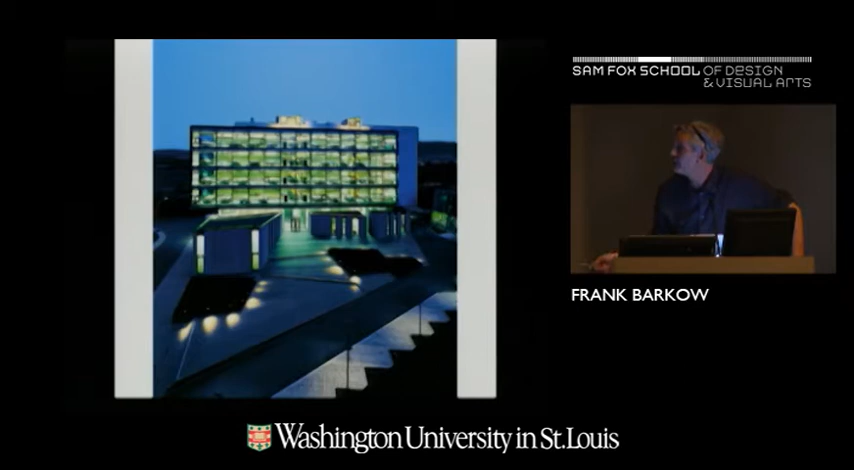 SAM FOX SCHOOL OF DESIGN
& VISUAL ARTS
FRANK BARKOW
Washington University in St. Louis